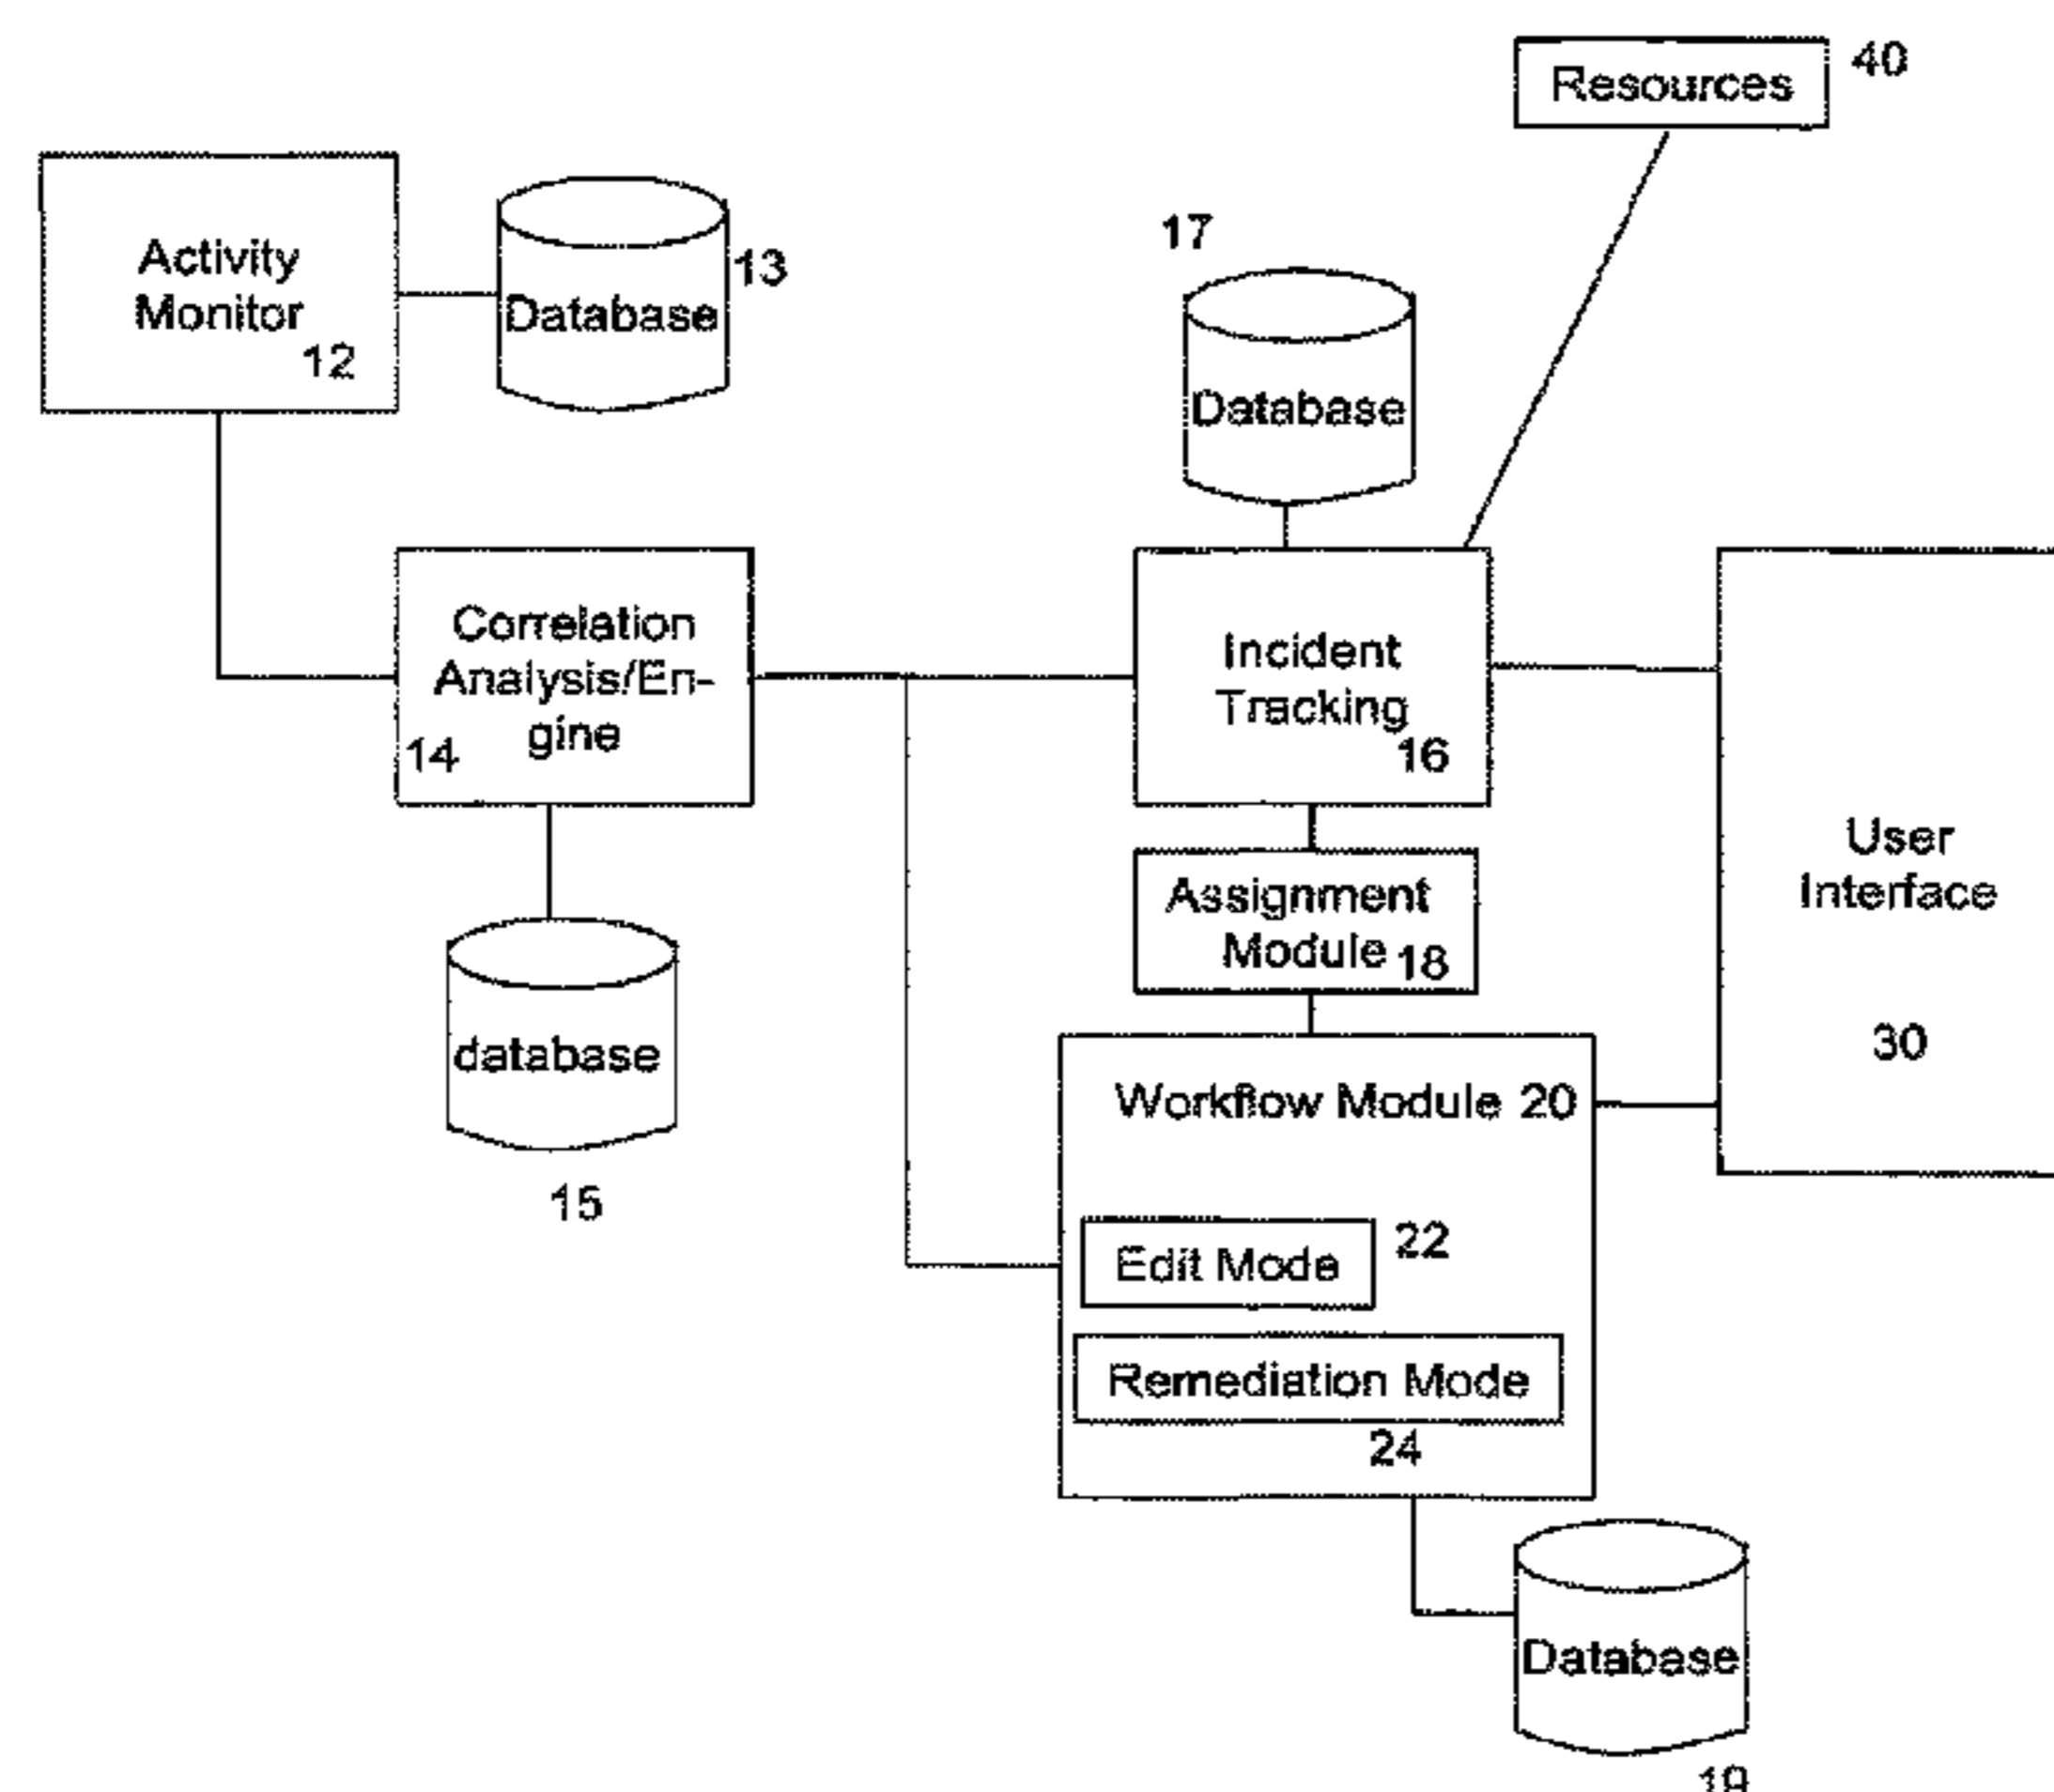 Resources
40
Activity
Monitor
12
Database
13
17
Database
Correlation
Analysis/En-
gine
14
Incident
Tracking
16
User
Interface
30
Assignment
Module 18
database
15
Workflow Module 20
Edit Mode
22
Remediation Mode
24
Database
19